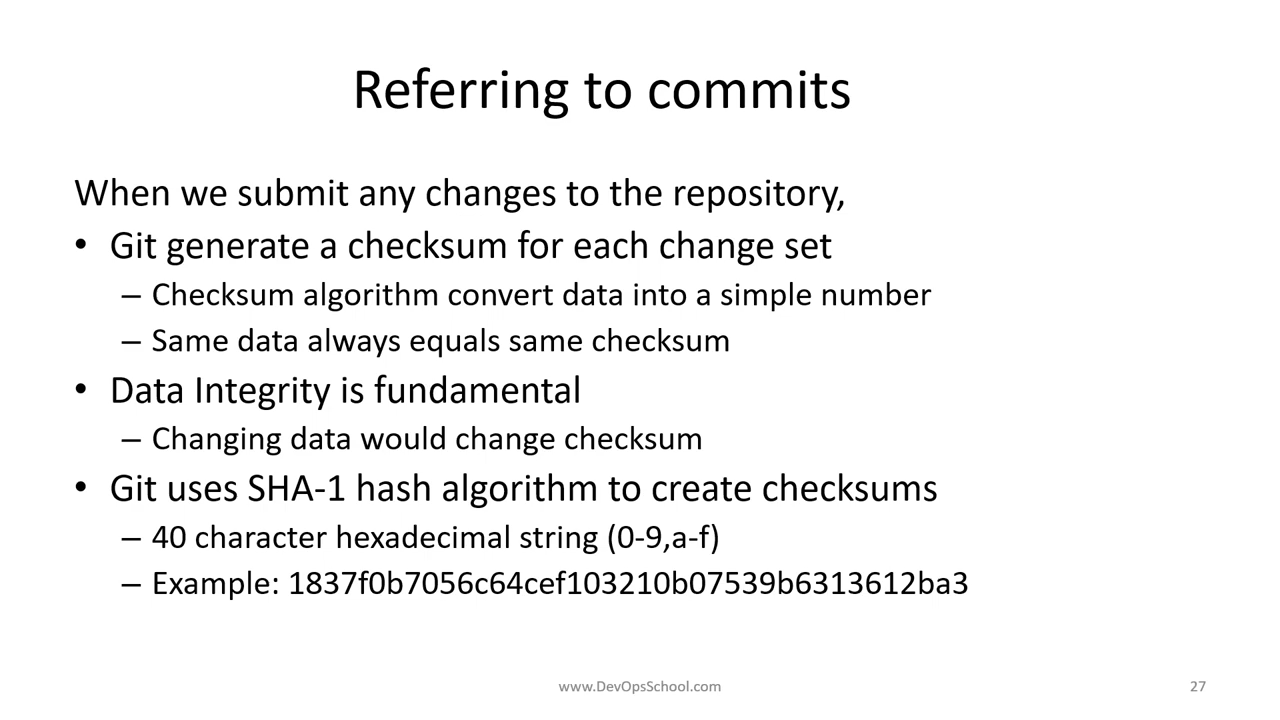 Referring to commits
When we submit any changes to the repository,
• Git generate a checksum for each change set
– Checksum algorithm convert data into a simple number
– Same data always equals same checksum
• Data Integrity is fundamental
– Changing data would change checksum
• Git uses SHA-1 hash algorithm to create checksums
– 40 character hexadecimal string (0-9,a-f)
– Example: 1837f0b7056c64cef103210b07539b6313612ba3
www.DevOpsSchool.com
27